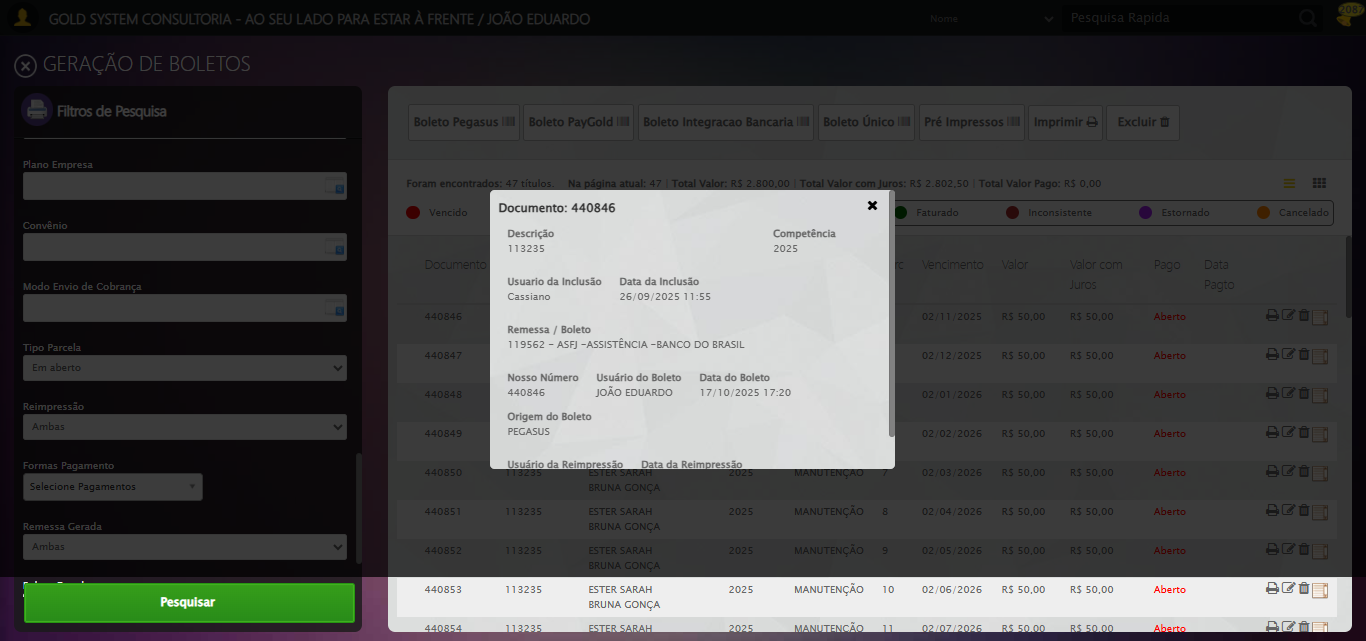 GOLD SYSTEM CONSULTORIA - AO SEU LADO PARA ESTAR À FRENTE / JOÃO EDUARDO
Nome
Pesquisa Rapida
GERAÇÃO DE BOLETOS
Filtros de Pesquisa
Plano Empresa
Convênio
Modo Envio de Cobrança
Tipo Parcela
Em aberto
Reimpressão
Ambas
Formas Pagamento
Selecione Pagamentos
Remessa Gerada
Ambas
Pesquisar
Boleto Pegasus
Boleto PayGold
Boleto Integracao Bancaria
Boleto Único
Pré Impressos
Imprimir
Excluir
Foram encontrados: 47 títulos. Na página atual: 47 | Total Valor: R$ 2.800,00 | Total Valor com Juros: R$ 2.802,50 | Total Valor Pago: R$ 0,00
Vencido
Faturado
Inconsistente
Estornado
Cancelado
Documento: 440846
Descrição Competência
113235 2025
Usuario da Inclusão Data da Inclusão
Cassiano 26/09/2025 11:55
Remessa / Boleto
119562 - ASFJ -ASSISTÊNCIA -BANCO DO BRASIL
Nosso Número Usuário do Boleto Data do Boleto
440846 JOÃO EDUARDO 17/10/2025 17:20
Origem do Boleto
PEGASUS
Usuário da Reimpressão Data da Reimpressão
Documento Vencimento Valor Valor com Pago Data
Juros Pagto
440846 02/11/2025 R$ 50,00 R$ 50,00 Aberto
440847 02/12/2025 R$ 50,00 R$ 50,00 Aberto
440848 02/01/2026 R$ 50,00 R$ 50,00 Aberto
440849 02/02/2026 R$ 50,00 R$ 50,00 Aberto
440850 113235 ESTER SARAH 2025 MANUTENÇÃO 7 02/03/2026 R$ 50,00 R$ 50,00 Aberto
BRUNA GONÇA
440851 113235 ESTER SARAH 2025 MANUTENÇÃO 8 02/04/2026 R$ 50,00 R$ 50,00 Aberto
BRUNA GONÇA
440852 113235 ESTER SARAH 2025 MANUTENÇÃO 9 02/05/2026 R$ 50,00 R$ 50,00 Aberto
BRUNA GONÇA
440853 113235 ESTER SARAH 2025 MANUTENÇÃO 10 02/06/2026 R$ 50,00 R$ 50,00 Aberto
BRUNA GONÇA
440854 113235 ESTER SARAH 2025 MANUTENÇÃO 11 02/07/2026 R$ 50,00 R$ 50,00 Aberto